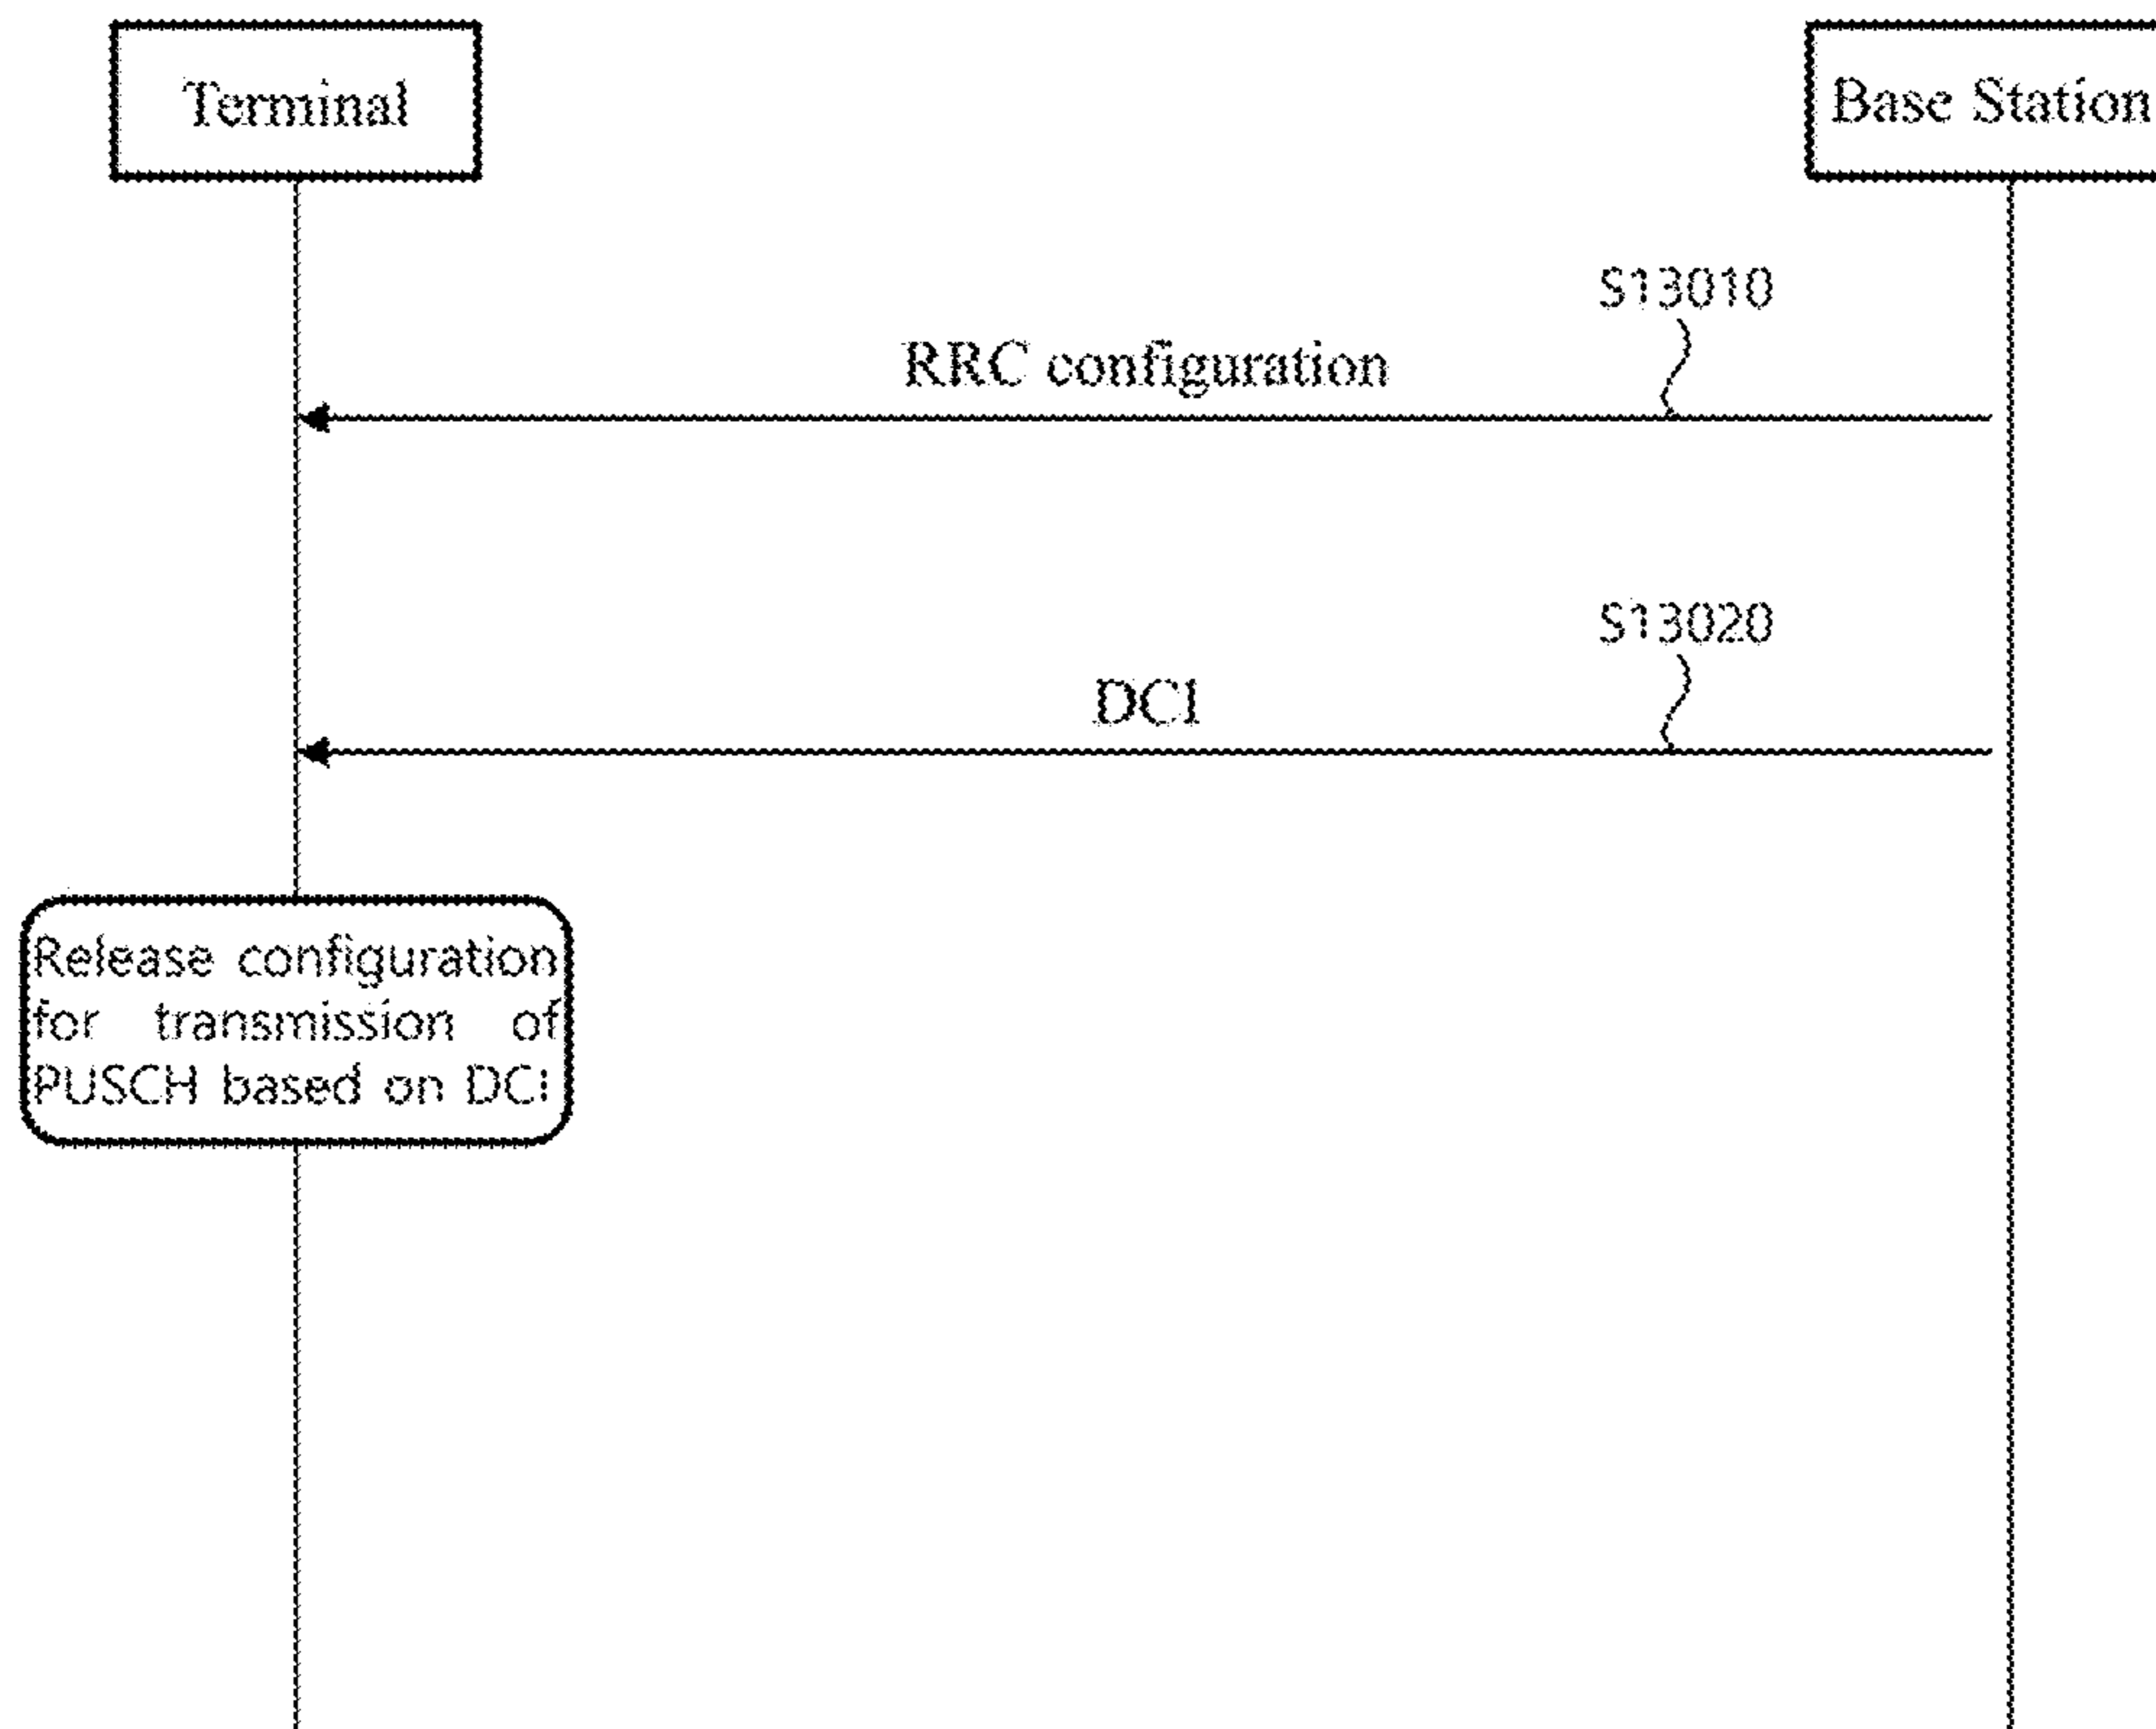 Terminal
Base Station
S13010
RRC configuration
S13020
DCI
Release configuration
for transmission of
PUSCH based on DCI